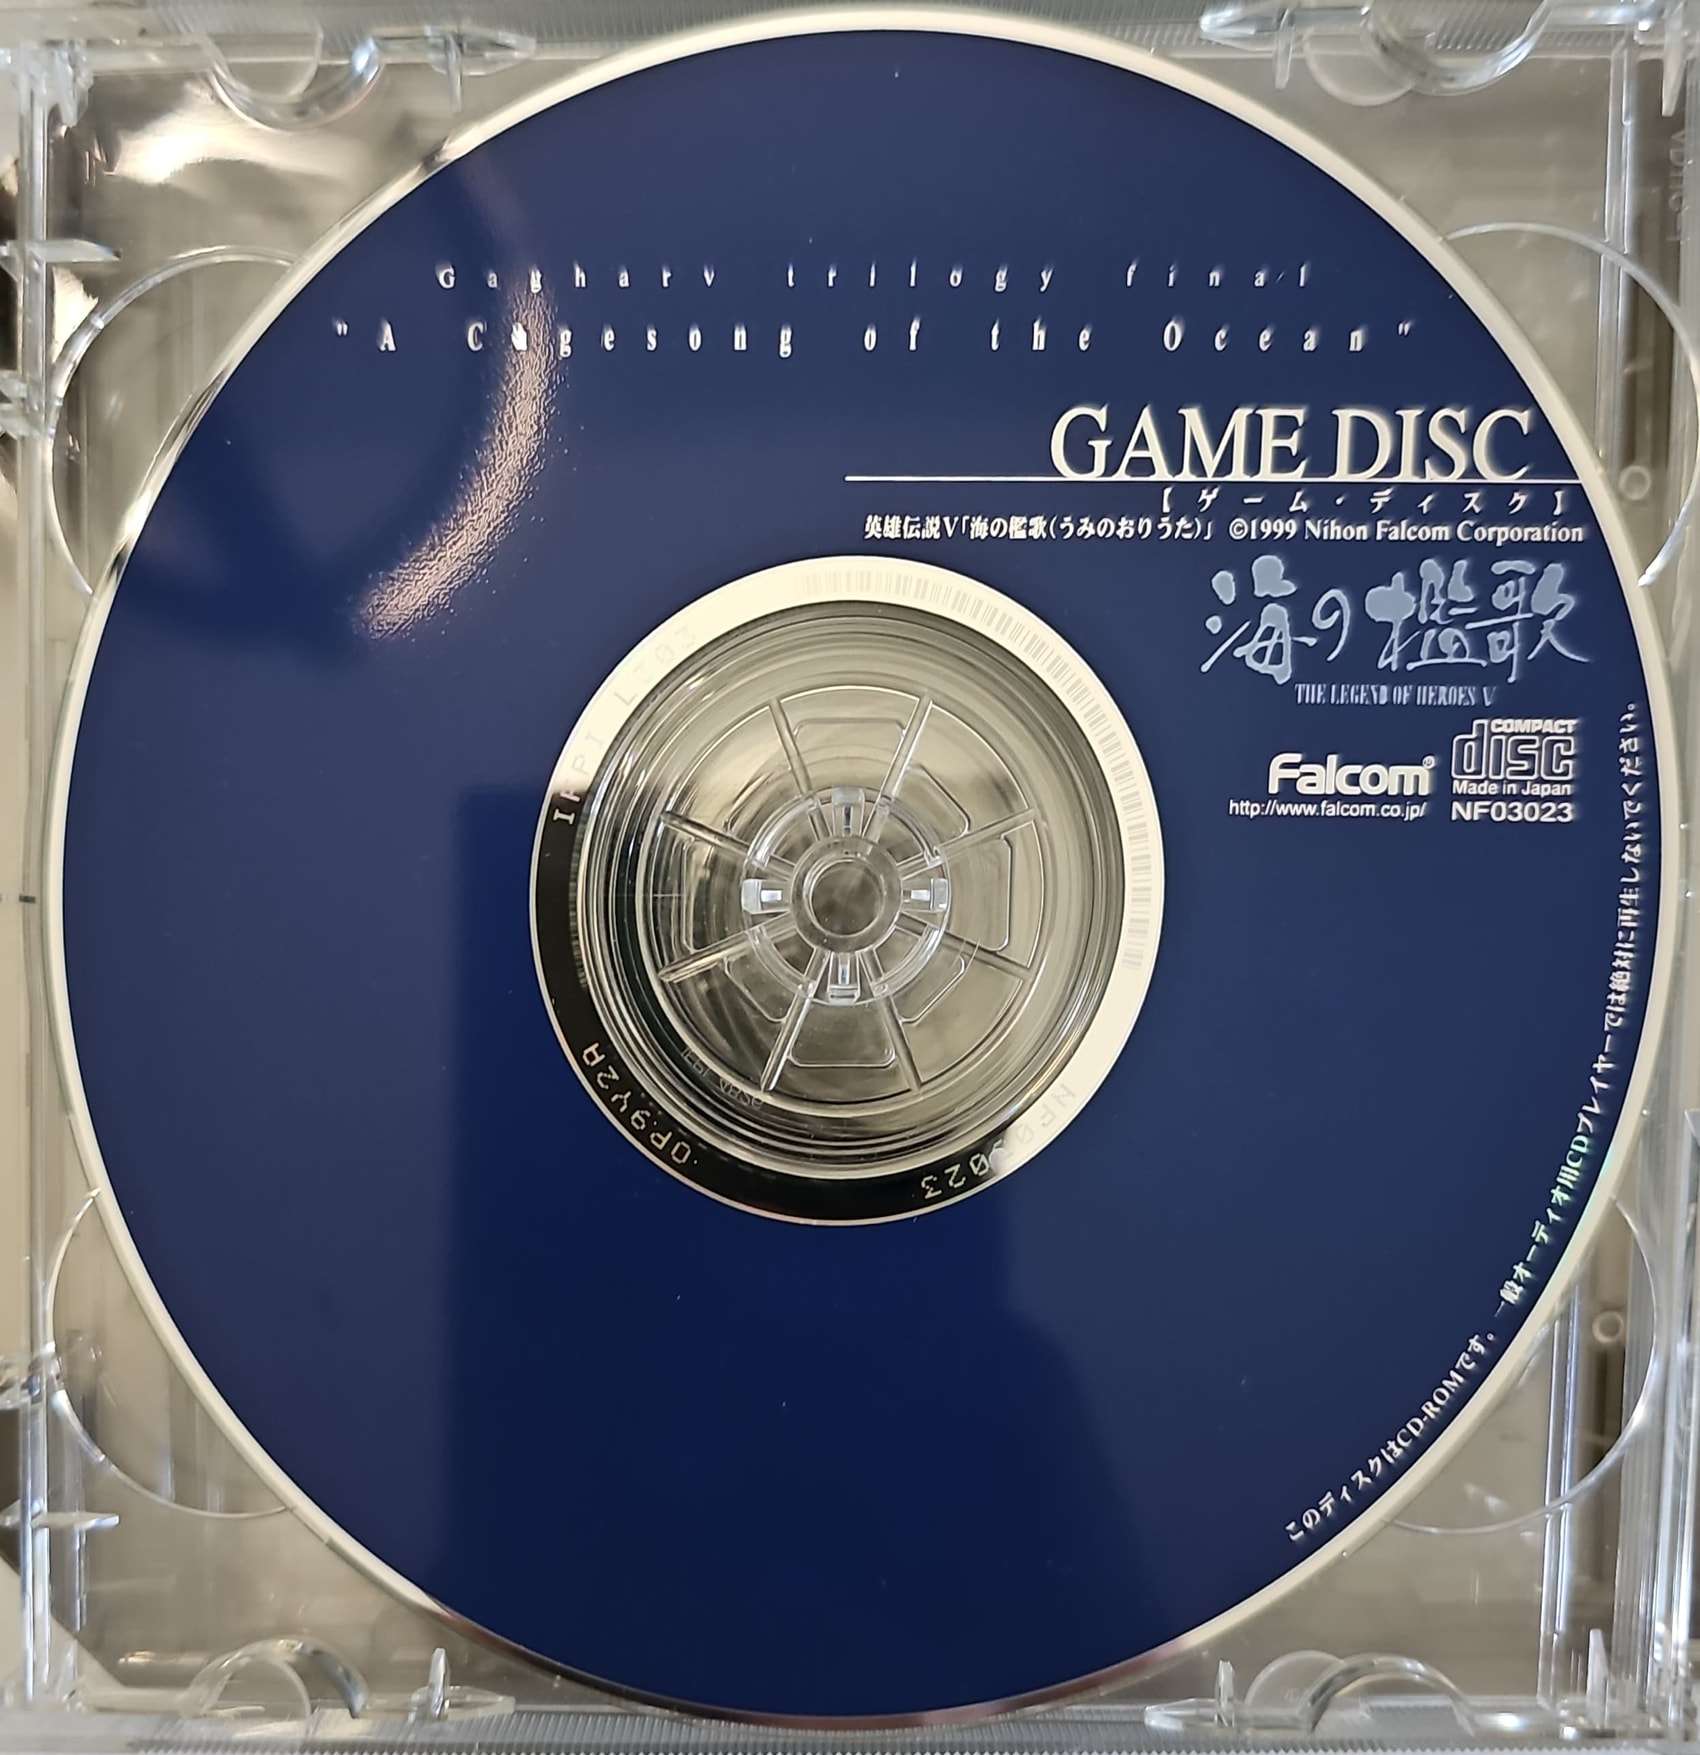 Gagharv trilogy final
"A Cagesong of the Ocean"
GAME DISC
【ゲーム・ディスク】
英雄伝説V「海の檻歌(うみのおりうた)」 ©1999 Nihon Falcom Corporation
海の檻歌
THE LEGEND OF HEROES V
Falcom®
http://www.falcom.co.jp/
COMPACT
disc
Made in Japan
NF03023
このディスクはCD-ROMです。一般オーディオ用CDプレイヤーでは絶対に再生しないでください。
IFPI L-03
NF03023